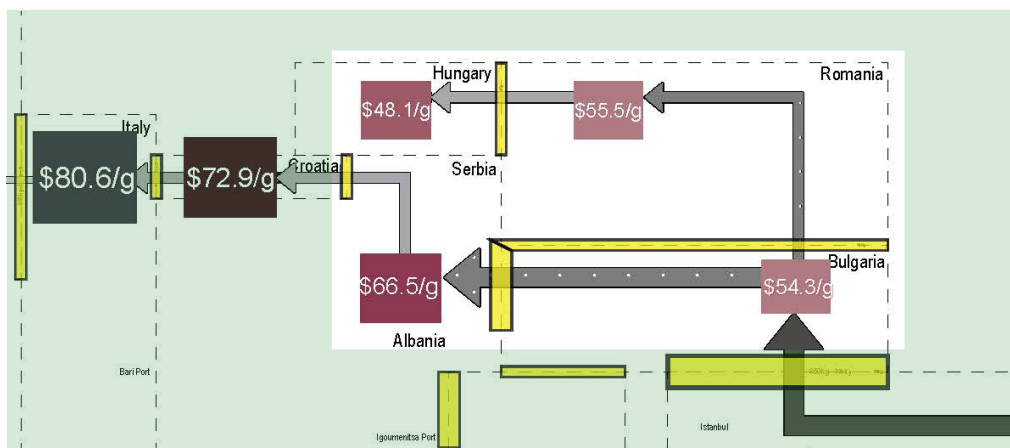 Hungary
Romania
$48.1/g
$55.5/g
Italy
Croatia
Serbia
$80.6/g
$72.9/g
Bulgaria
$66.5/g
$54.3/g
Albania
Bari Port
Igoumenitsa Port
Istanbul